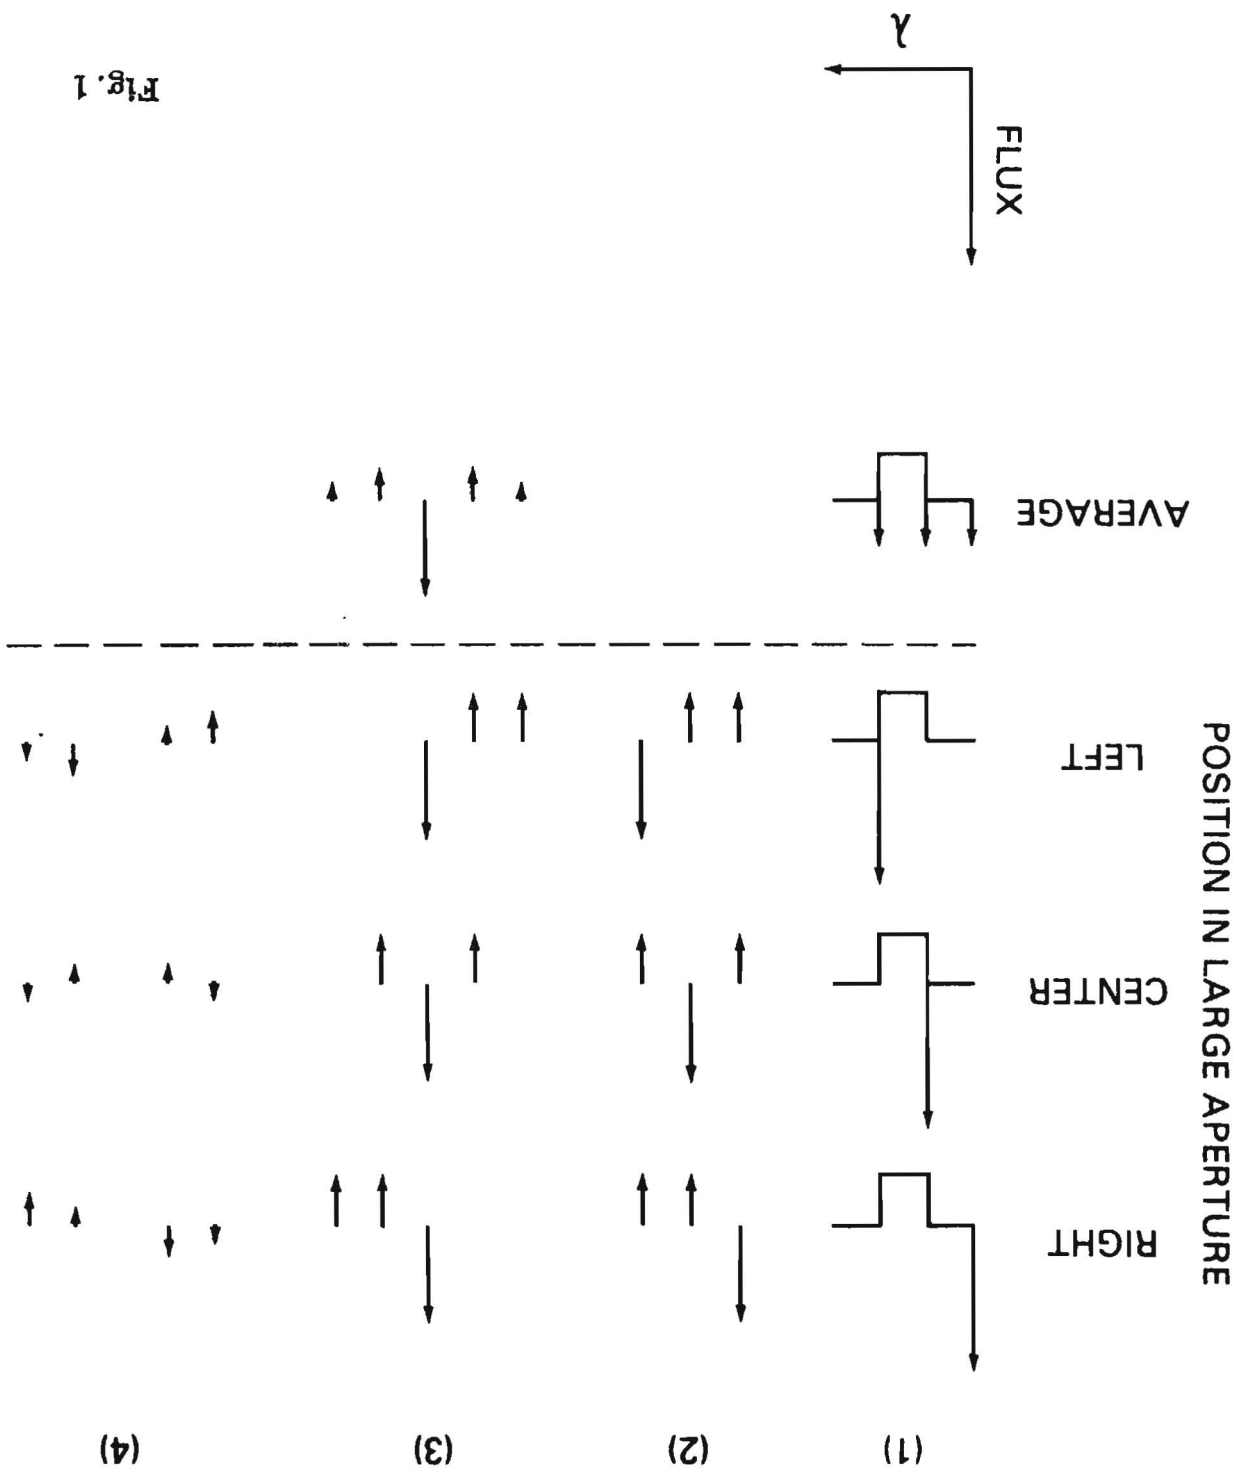 (1) (2) (3) (4)
POSITION IN LARGE APERTURE
RIGHT
CENTER
LEFT
AVERAGE
FLUX
λ
Fig. 1